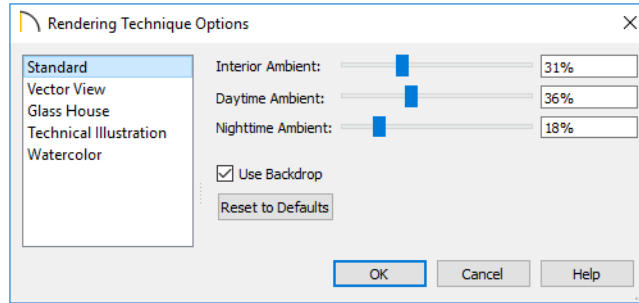 Rendering Technique Options
Standard
Vector View
Glass House
Technical Illustration
Watercolor
Interior Ambient: 31%
Daytime Ambient: 36%
Nighttime Ambient: 18%
Use Backdrop
Reset to Defaults
OK Cancel Help